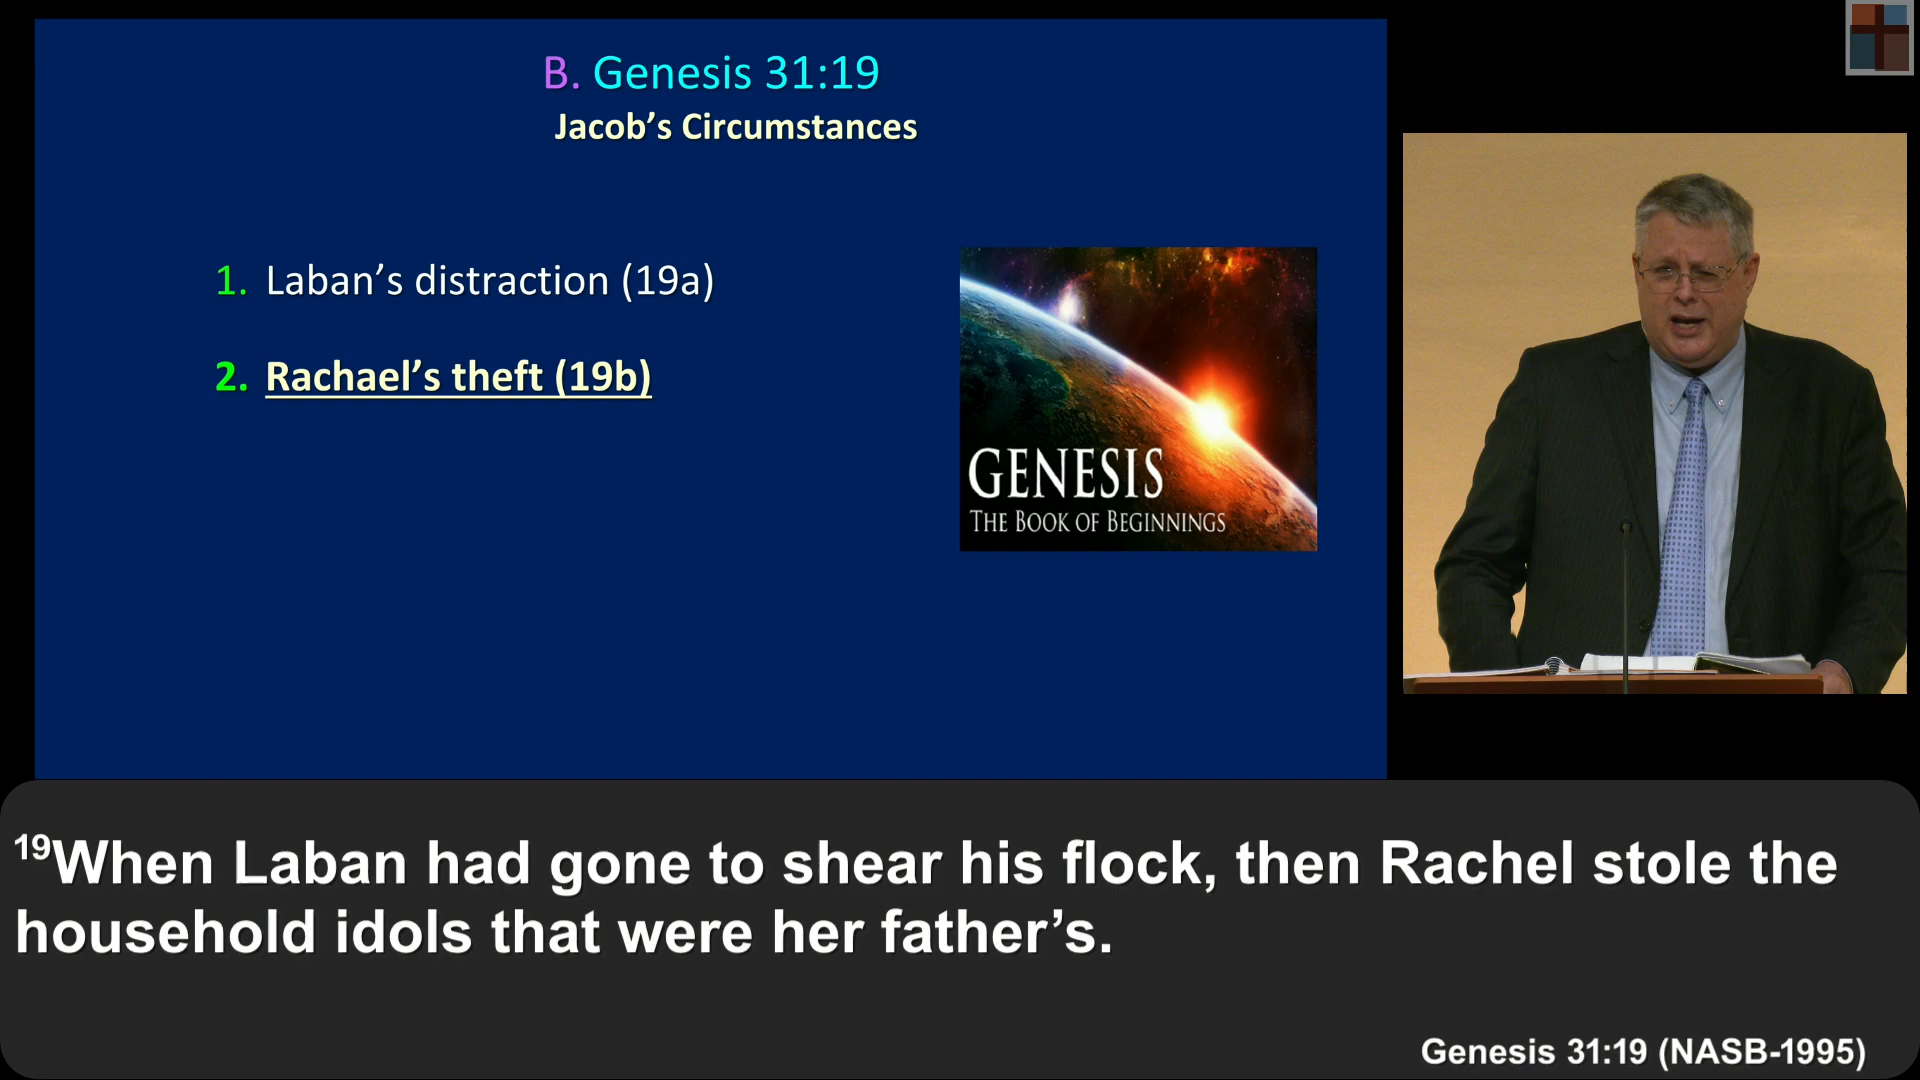 B. Genesis 31:19
Jacob’s Circumstances
1. Laban’s distraction (19a)
2. Rachael’s theft (19b)
GENESIS
THE BOOK OF BEGINNINGS
19When Laban had gone to shear his flock, then Rachel stole the
household idols that were her father’s.
Genesis 31:19 (NASB-1995)